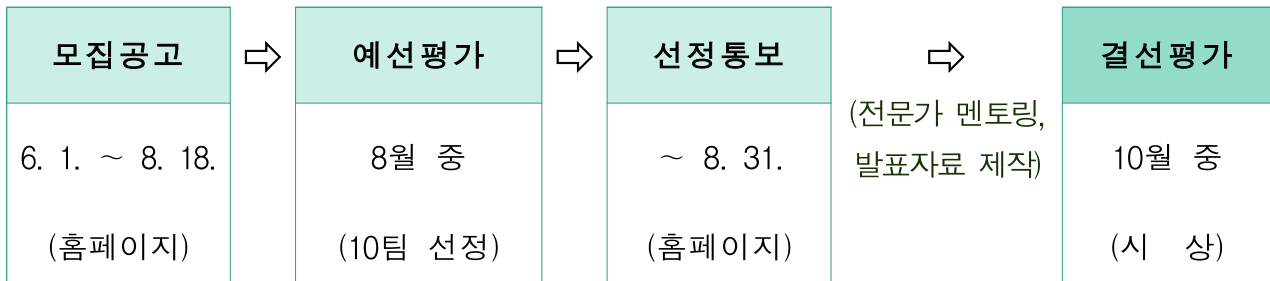 모집공고 ⇨ 예선평가 ⇨ 선정통보 ⇨ 결선평가
(전문가 멘토링,
발표자료 제작)
6. 1. ~ 8. 18.
(홈페이지)
8월 중
(10팀 선정)
~ 8. 31.
(홈페이지)
10월 중
(시 상)